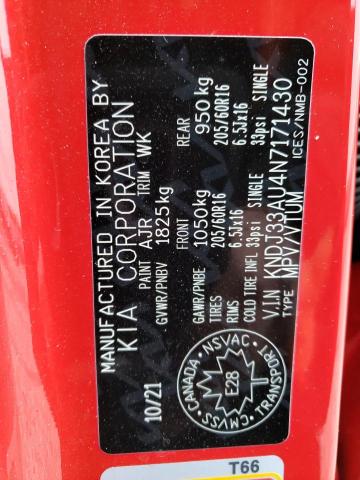 MANUFACTURED IN KOREA BY
KIA CORPORATION
PAINT AJR TRIM WK
10/21 GVWR/PNBV 1825kg
FRONT REAR
GAWR/PNBE 1050kg 950kg
TIRES 205/60R16 205/60R16
RIMS 6.5Jx16 6.5Jx16
COLD TIRE INFL 33psi SINGLE 33psi SINGLE
V.I.N KNDJ33AU4N7171430
TYPE MPV/VTUM ICES/NMB-002
CANADA NSVAC
E28
CMVSS TRANSPORT
T66